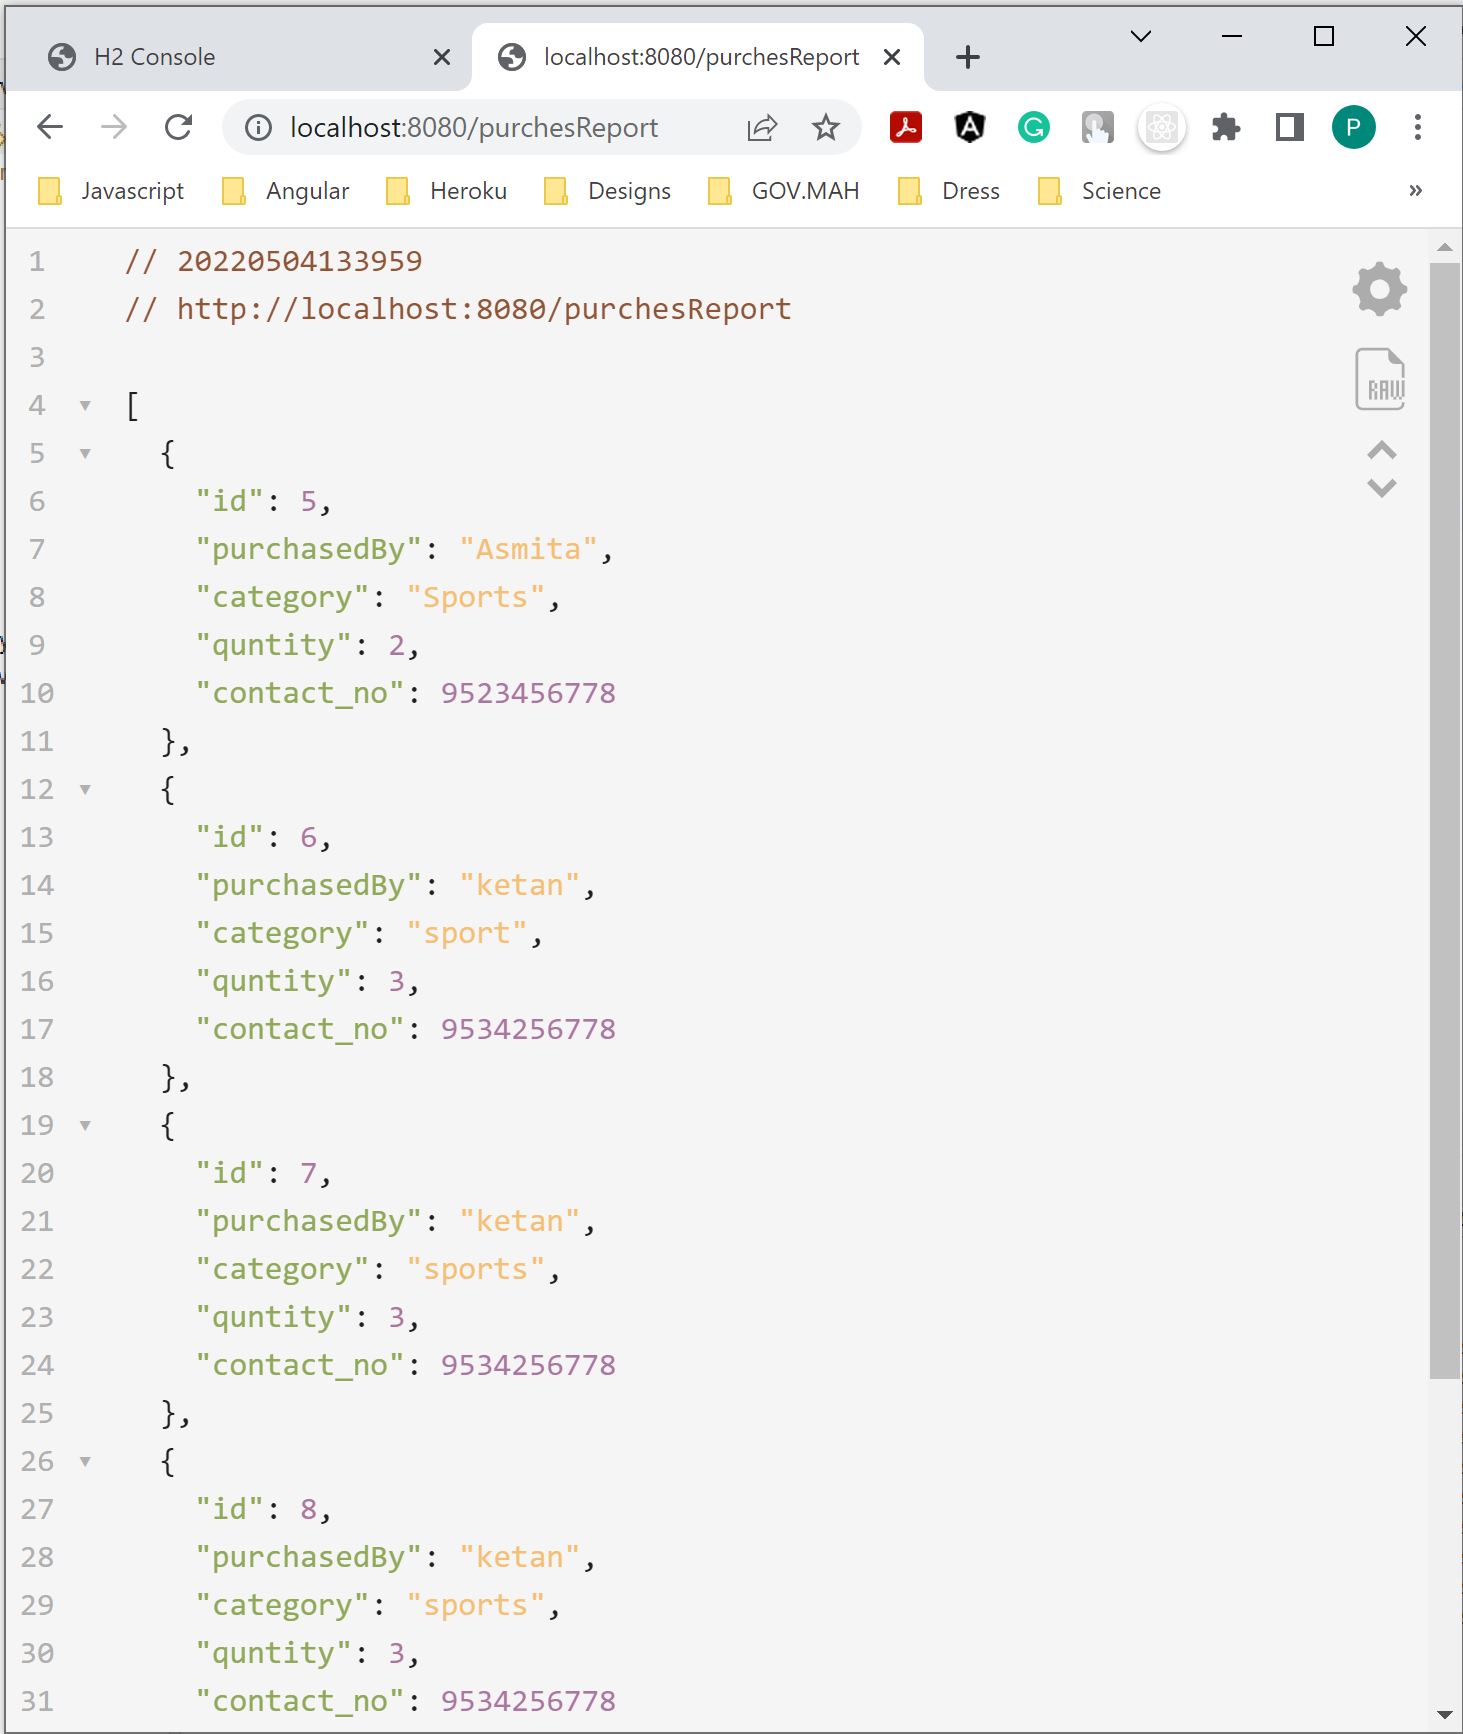 H2 Console
localhost:8080/purchesReport
localhost:8080/purchesReport
P
Javascript Angular Heroku Designs GOV.MAH Dress Science »
1 // 20220504133959
2 // http://localhost:8080/purchesReport
3
4 [
5 {
6 "id": 5,
7 "purchasedBy": "Asmita",
8 "category": "Sports",
9 "quntity": 2,
10 "contact_no": 9523456778
11 },
12 {
13 "id": 6,
14 "purchasedBy": "ketan",
15 "category": "sport",
16 "quntity": 3,
17 "contact_no": 9534256778
18 },
19 {
20 "id": 7,
21 "purchasedBy": "ketan",
22 "category": "sports",
23 "quntity": 3,
24 "contact_no": 9534256778
25 },
26 {
27 "id": 8,
28 "purchasedBy": "ketan",
29 "category": "sports",
30 "quntity": 3,
31 "contact_no": 9534256778
RAW